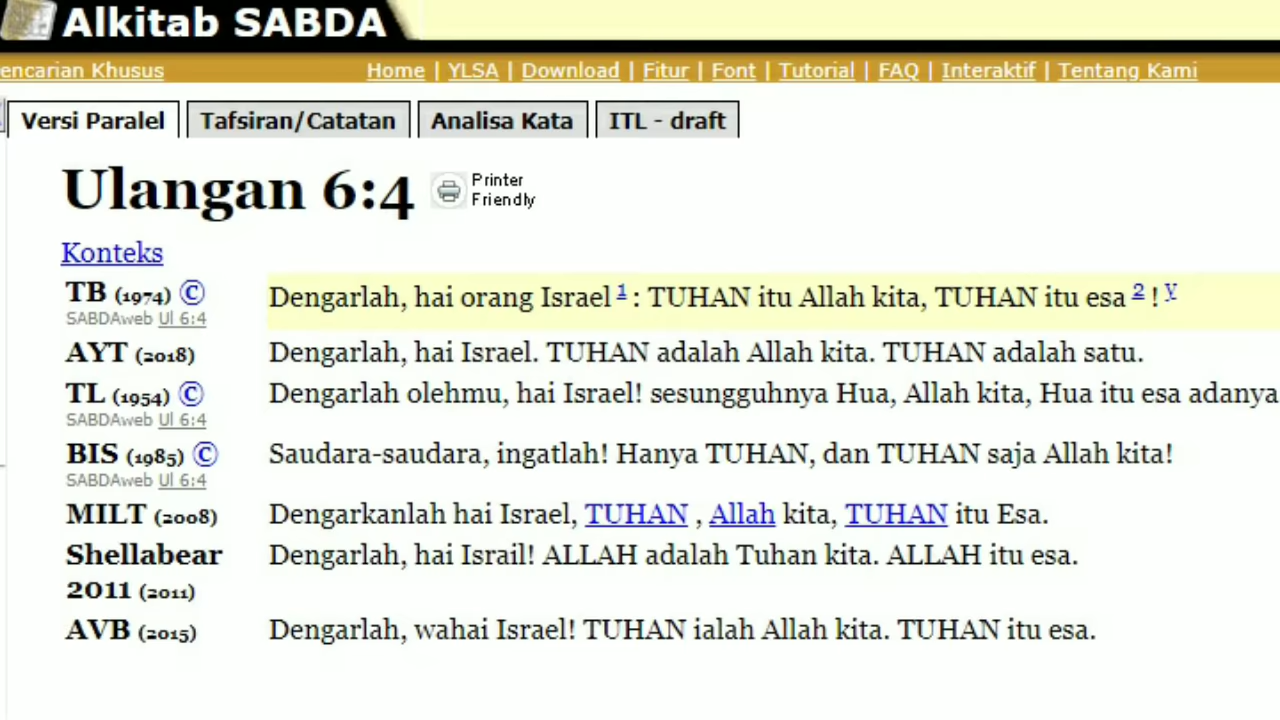 Alkitab SABDA
encarian Khusus Home | YLSA | Download | Fitur | Font | Tutorial | FAQ | Interaktif | Tentang Kami
Versi Paralel Tafsiran/Catatan Analisa Kata ITL - draft
Ulangan 6:4 Printer Friendly
Konteks
TB (1974) © Dengarlah, hai orang Israel 1 : TUHAN itu Allah kita, TUHAN itu esa 2 ! y
SABDAweb Ul 6:4
AYT (2018) Dengarlah, hai Israel. TUHAN adalah Allah kita. TUHAN adalah satu.
TL (1954) © Dengarlah olehmu, hai Israel! sesungguhnya Hua, Allah kita, Hua itu esa adanya
SABDAweb Ul 6:4
BIS (1985) © Saudara-saudara, ingatlah! Hanya TUHAN, dan TUHAN saja Allah kita!
SABDAweb Ul 6:4
MILT (2008) Dengarkanlah hai Israel, TUHAN , Allah kita, TUHAN itu Esa.
Shellabear Dengarlah, hai Israil! ALLAH adalah Tuhan kita. ALLAH itu esa.
2011 (2011)
AVB (2015) Dengarlah, wahai Israel! TUHAN ialah Allah kita. TUHAN itu esa.